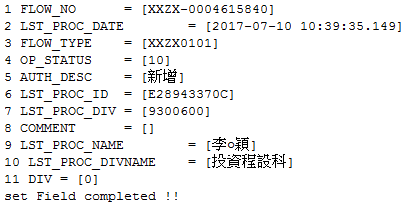 1 FLOW_NO = [XXZX-0004615840]
2 LST_PROC_DATE = [2017-07-10 10:39:35.149]
3 FLOW_TYPE = [XXZX0101]
4 OP_STATUS = [10]
5 AUTH_DESC = [新增]
6 LST_PROC_ID = [E28943370C]
7 LST_PROC_DIV = [9300600]
8 COMMENT = []
9 LST_PROC_NAME = [李○穎]
10 LST_PROC_DIVNAME = [投資程設科]
11 DIV = [0]
set Field completed !!